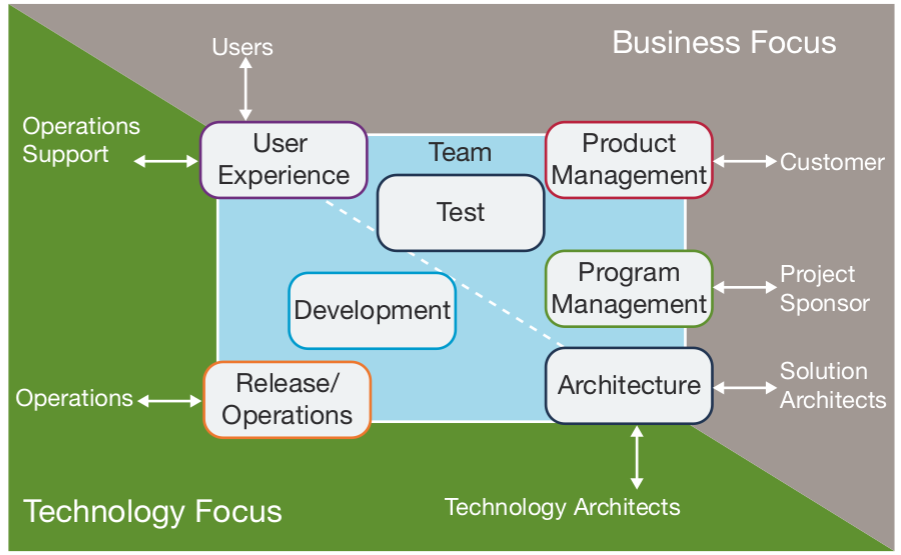 Business Focus
Users
Operations
Support
User
Experience
Team
Product
Management
Customer
Test
Program
Management
Project
Sponsor
Development
Release/
Operations
Operations
Architecture
Solution
Architects
Technology Focus
Technology Architects